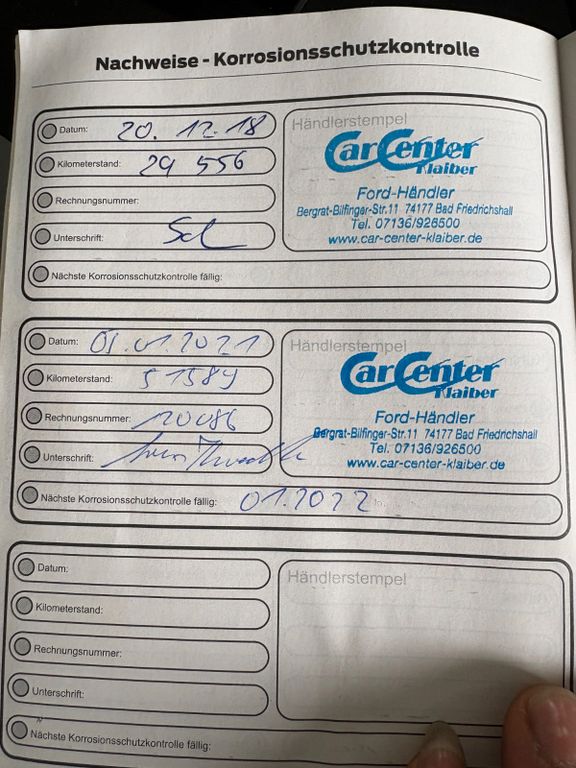 Nachweise - Korrosionsschutzkontrolle
Datum: 20. 12. 18
Kilometerstand: 29 556
Rechnungsnummer:
Unterschrift:
Nächste Korrosionsschutzkontrolle fällig:
Händlerstempel
CarCenter
Klaiber
Ford-Händler
Bergrat-Bilfinger-Str.11 74177 Bad Friedrichshall
Tel. 07136/926500
www.car-center-klaiber.de
Datum: .01.2021
Kilometerstand: 51589
Rechnungsnummer: 120086
Unterschrift:
Nächste Korrosionsschutzkontrolle fällig: 01.2022
Händlerstempel
CarCenter
Klaiber
Ford-Händler
Bergrat-Bilfinger-Str.11 74177 Bad Friedrichshall
Tel. 07136/926500
www.car-center-klaiber.de
Datum:
Kilometerstand:
Rechnungsnummer:
Unterschrift:
Nächste Korrosionsschutzkontrolle fällig:
Händlerstempel